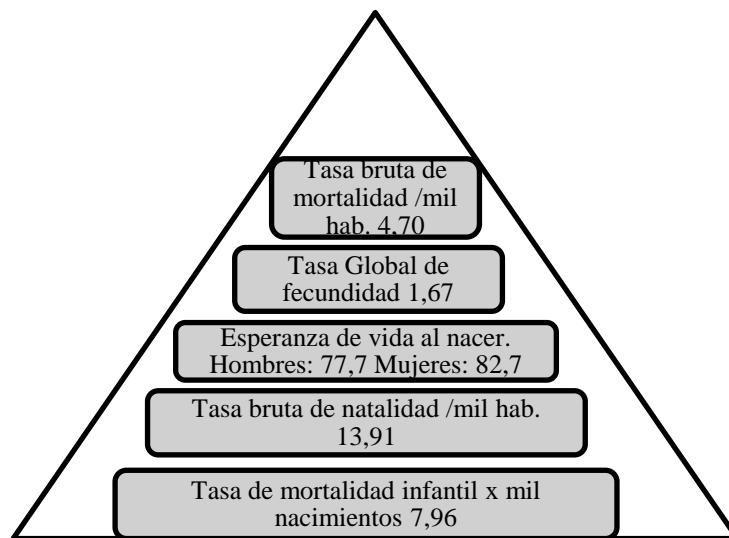 Tasa bruta de
mortalidad /mil
hab. 4,70
Tasa Global de
fecundidad 1,67
Esperanza de vida al nacer.
Hombres: 77,7 Mujeres: 82,7
Tasa bruta de natalidad /mil hab.
13,91
Tasa de mortalidad infantil x mil
nacimientos 7,96